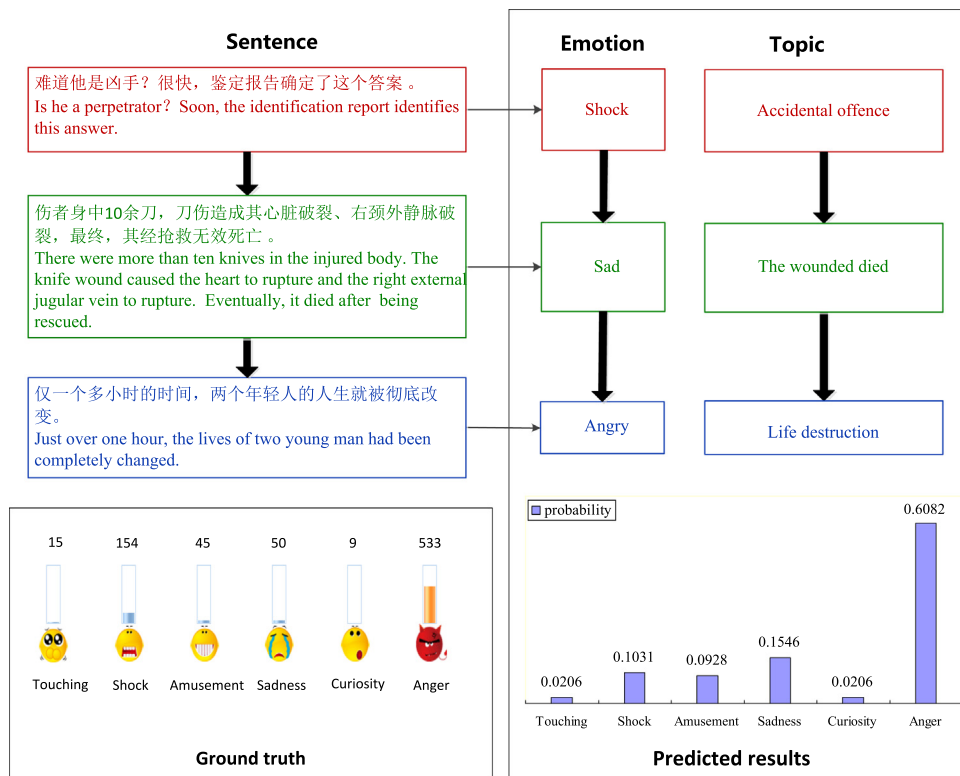 Sentence
Emotion
Topic
难道他是凶手？很快，鉴定报告确定了这个答案 。
Is he a perpetrator？Soon, the identification report identifies
this answer.
Shock
Accidental offence
伤者身中10余刀，刀伤造成其心脏破裂、右颈外静脉破
裂，最终，其经抢救无效死亡 。
There were more than ten knives in the injured body. The
knife wound caused the heart to rupture and the right external
jugular vein to rupture.  Eventually, it died after  being
rescued.
Sad
The wounded died
仅一个多小时的时间，两个年轻人的人生就被彻底改
变。
Just over one hour, the lives of two young man had been
completely changed.
Angry
Life destruction
15 154 45 50 9 533
Touching Shock Amusement Sadness Curiosity Anger
Ground truth
probability
0.0206 0.1031 0.0928 0.1546 0.0206 0.6082
Touching Shock Amusement Sadness Curiosity Anger
Predicted results